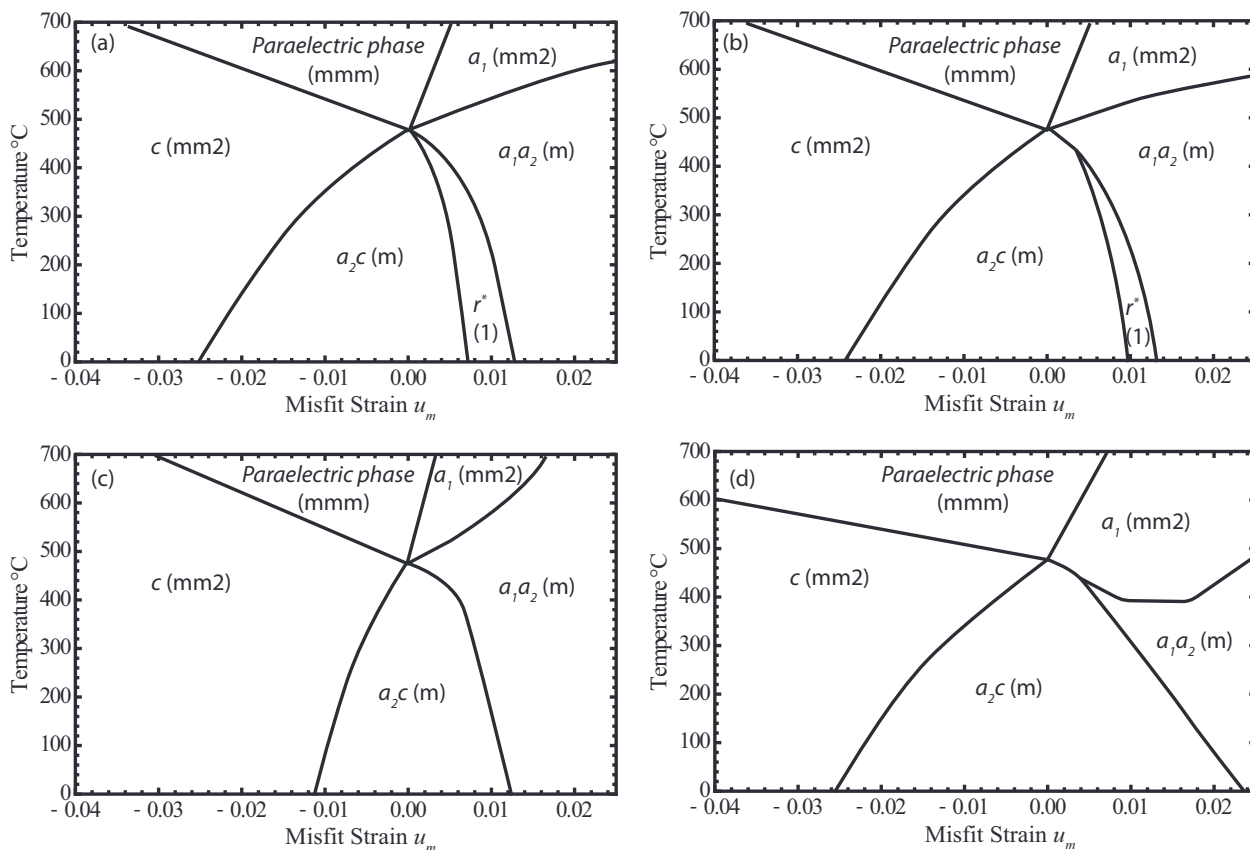 (a)
700
600
500
400
300
200
100
0
Temperature °C
Paraelectric phase
(mmm)
a₁ (mm2)
c (mm2)
a₁a₂ (m)
a₂c (m)
r*
(1)
- 0.04 - 0.03 - 0.02 - 0.01 0.00 0.01 0.02
Misfit Strain uₘ
(b)
700
600
500
400
300
200
100
0
Temperature °C
Paraelectric phase
(mmm)
a₁ (mm2)
c (mm2)
a₁a₂ (m)
a₂c (m)
r*
(1)
- 0.04 - 0.03 - 0.02 - 0.01 0.00 0.01 0.02
Misfit Strain uₘ
(c)
700
600
500
400
300
200
100
0
Temperature °C
Paraelectric phase
(mmm)
a₁ (mm2)
c (mm2)
a₁a₂ (m)
a₂c (m)
- 0.04 - 0.03 - 0.02 - 0.01 0.00 0.01 0.02
Misfit Strain uₘ
(d)
700
600
500
400
300
200
100
0
Temperature °C
Paraelectric phase
(mmm)
a₁ (mm2)
c (mm2)
a₁a₂ (m)
a₂c (m)
- 0.04 - 0.03 - 0.02 - 0.01 0.00 0.01 0.02
Misfit Strain uₘ